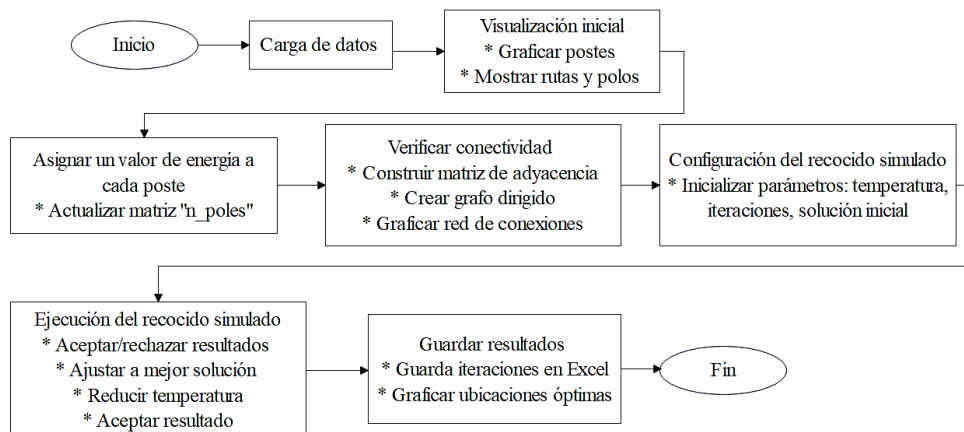 Inicio
Carga de datos
Visualización inicial
* Graficar postes
* Mostrar rutas y polos
Asignar un valor de energía a
cada poste
* Actualizar matriz "n_poles"
Verificar conectividad
* Construir matriz de adyacencia
* Crear grafo dirigido
* Graficar red de conexiones
Configuración del recocido simulado
* Inicializar parámetros: temperatura,
iteraciones, solución inicial
Ejecución del recocido simulado
* Aceptar/rechazar resultados
* Ajustar a mejor solución
* Reducir temperatura
* Aceptar resultado
Guardar resultados
* Guarda iteraciones en Excel
* Graficar ubicaciones óptimas
Fin